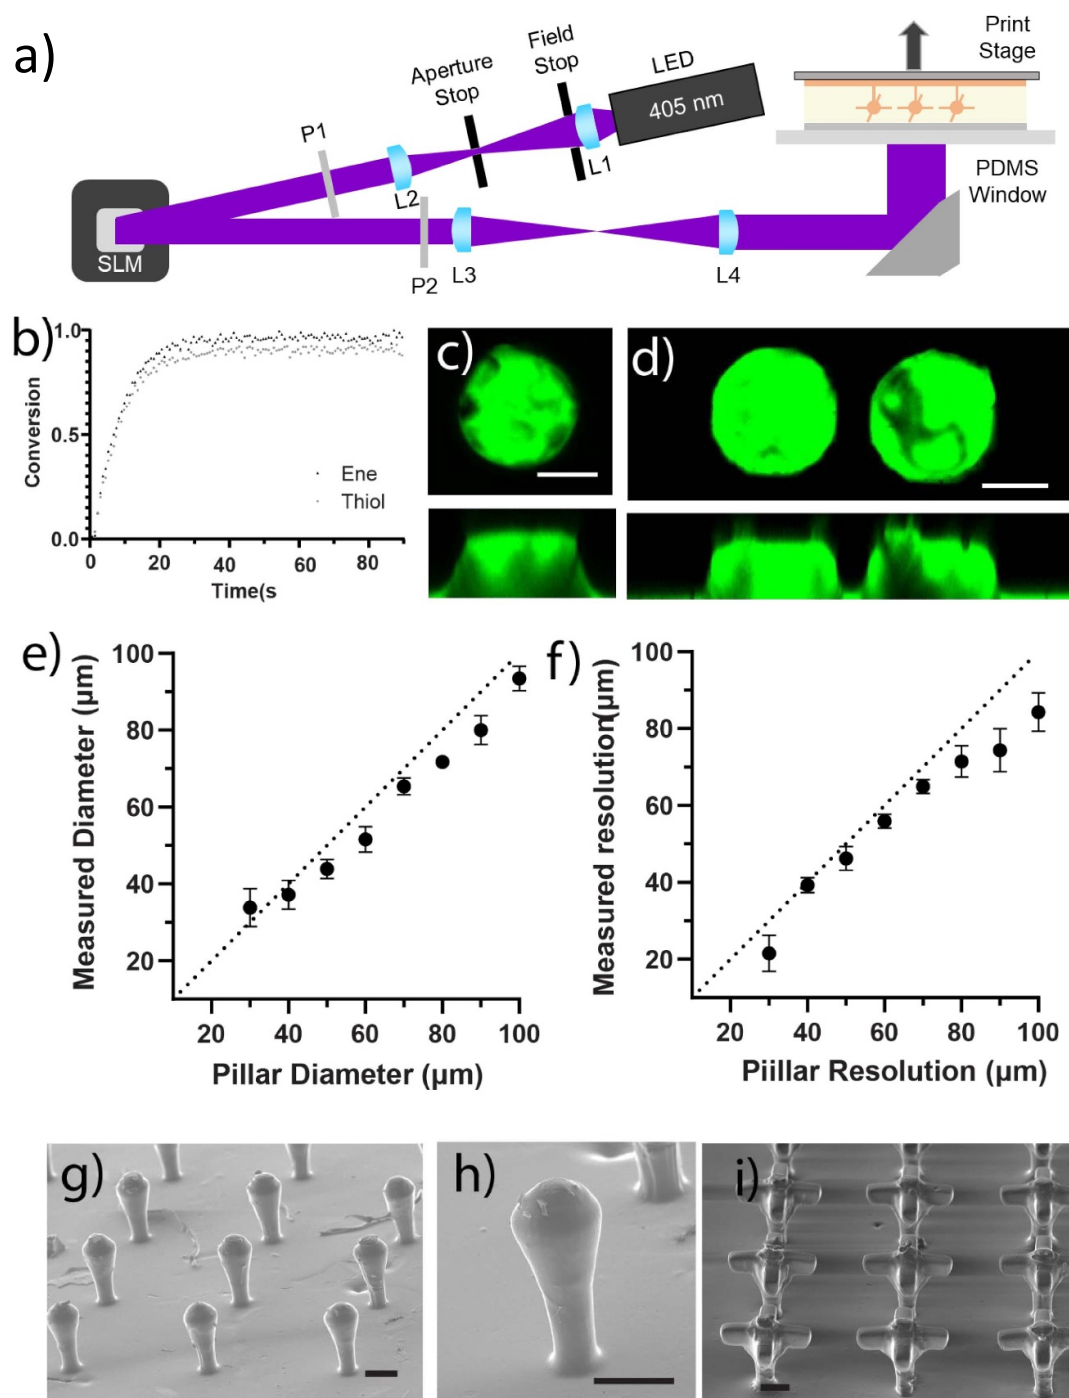 a)
Print
Stage
Field
Stop
Aperture
Stop
LED
405 nm
P1
L1
L2
PDMS
Window
SLM
P2
L3
L4
b)
1.0
0.5
0.0
Conversion
Ene
Thiol
0
20
40
60
80
Time(s
c)
d)
e)
100
80
60
40
20
Measured Diameter (µm)
20
40
60
80
100
Pillar Diameter (µm)
f)
100
80
60
40
20
Measured resolution(µm)
20
40
60
80
100
Piillar Resolution (µm)
g)
h)
i)